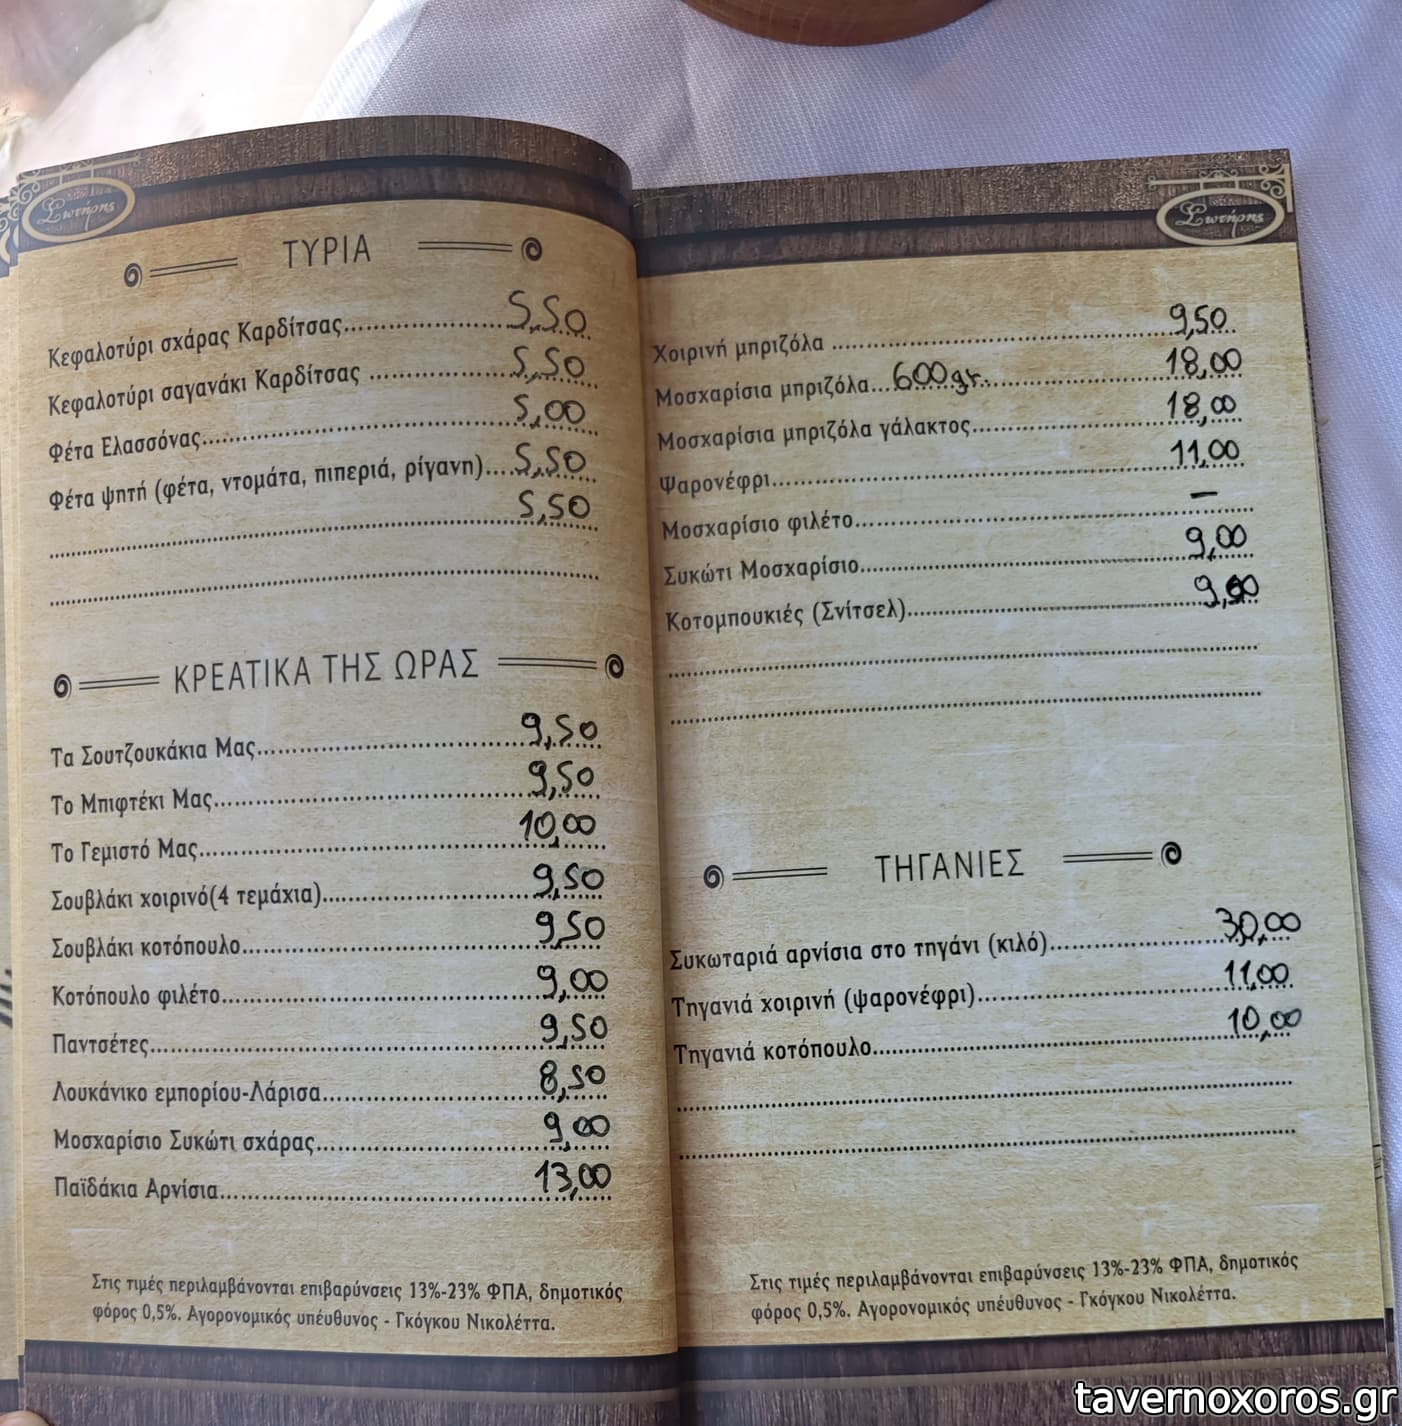 Σωτήρης
ΤΥΡΙΑ
Κεφαλοτύρι σχάρας Καρδίτσας.....5,50
Κεφαλοτύρι σαγανάκι Καρδίτσας.....5,50
Φέτα Ελασσόνας.....5,00
Φέτα ψητή (φέτα, ντομάτα, πιπεριά, ρίγανη)....5,50
.....5,50
ΚΡΕΑΤΙΚΑ ΤΗΣ ΩΡΑΣ
Τα Σουτζουκάκια Μας.....9,50
Το Μπιφτέκι Μας.....9,50
Το Γεμιστό Μας.....10,00
Σουβλάκι χοιρινό(4 τεμάχια).....9,50
Σουβλάκι κοτόπουλο.....9,50
Κοτόπουλο φιλέτο.....9,00
Παντσέτες.....9,50
Λουκάνικο εμπορίου-Λάρισα.....8,50
Μοσχαρίσιο Συκώτι σχάρας.....9,00
Παϊδάκια Αρνίσια.....13,00
Στις τιμές περιλαμβάνονται επιβαρύνσεις 13%-23% ΦΠΑ, δημοτικός
φόρος 0,5%. Αγορονομικός υπέυθυνος - Γκόγκου Νικολέττα.
Σωτήρης
Χοιρινή μπριζόλα .....9,50
Μοσχαρίσια μπριζόλα...600gr......18,00
Μοσχαρίσια μπριζόλα γάλακτος.....18,00
Ψαρονέφρι.....11,00
Μοσχαρίσιο φιλέτο.....–
Συκώτι Μοσχαρίσιο.....9,00
Κοτομπουκιές (Σνίτσελ).....9,00
ΤΗΓΑΝΙΕΣ
Συκωταριά αρνίσια στο τηγάνι (κιλό).....30,00
Τηγανιά χοιρινή (ψαρονέφρι).....11,00
Τηγανιά κοτόπουλο.....10,00
Στις τιμές περιλαμβάνονται επιβαρύνσεις 13%-23% ΦΠΑ, δημοτικός
φόρος 0,5%. Αγορονομικός υπέυθυνος - Γκόγκου Νικολέττα.
tavernoxoros.gr